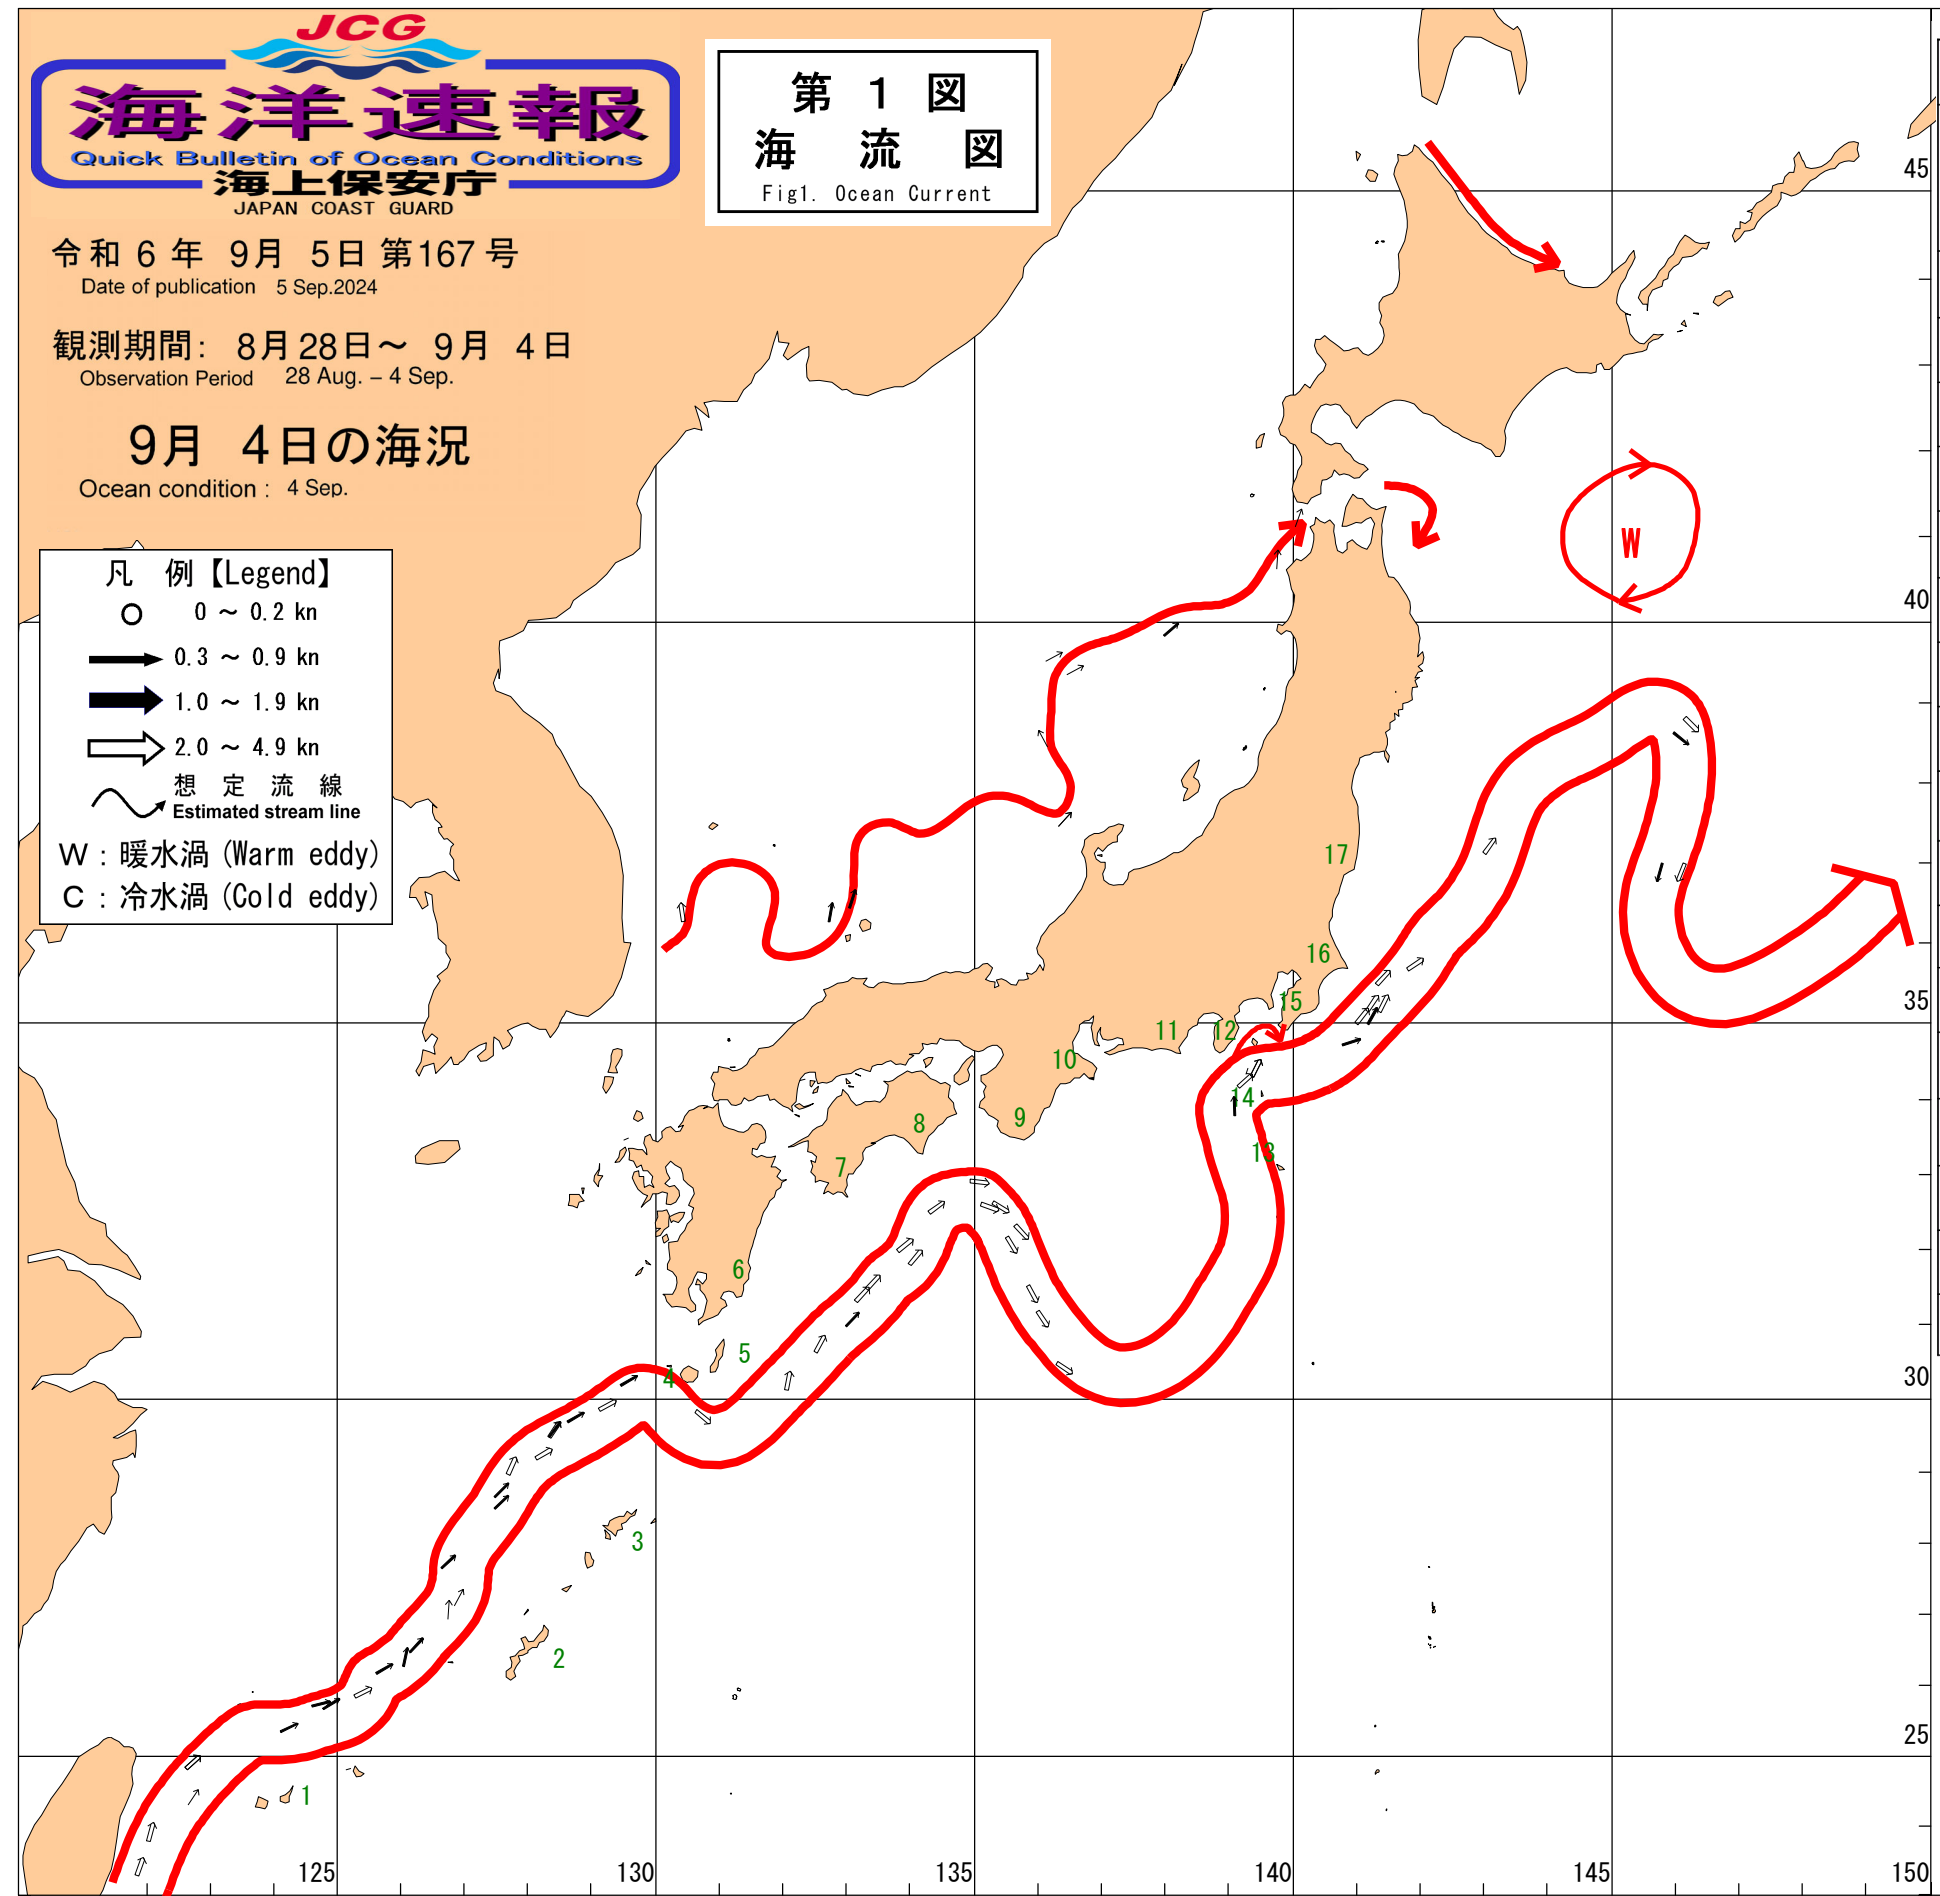 JCG
海洋速報
Quick Bulletin of Ocean Conditions
海上保安庁
JAPAN COAST GUARD
令和 6 年 9月 5日 第167 号
Date of publication 5 Sep.2024
観測期間: 8月28日～ 9月 4日
Observation Period 28 Aug. – 4 Sep.
9月 4日の海況
Ocean condition : 4 Sep.
第 1 図
海 流 図
Fig1. Ocean Current
凡 例【Legend】
0 ～ 0.2 kn
0.3 ～ 0.9 kn
1.0 ～ 1.9 kn
2.0 ～ 4.9 kn
想 定 流 線
Estimated stream line
W : 暖水渦 (Warm eddy)
C : 冷水渦 (Cold eddy)
45
W
40
17
16
35
15
12
11
10
14
9
8
13
7
6
5
4
30
3
2
25
1
125
130
135
140
145
150